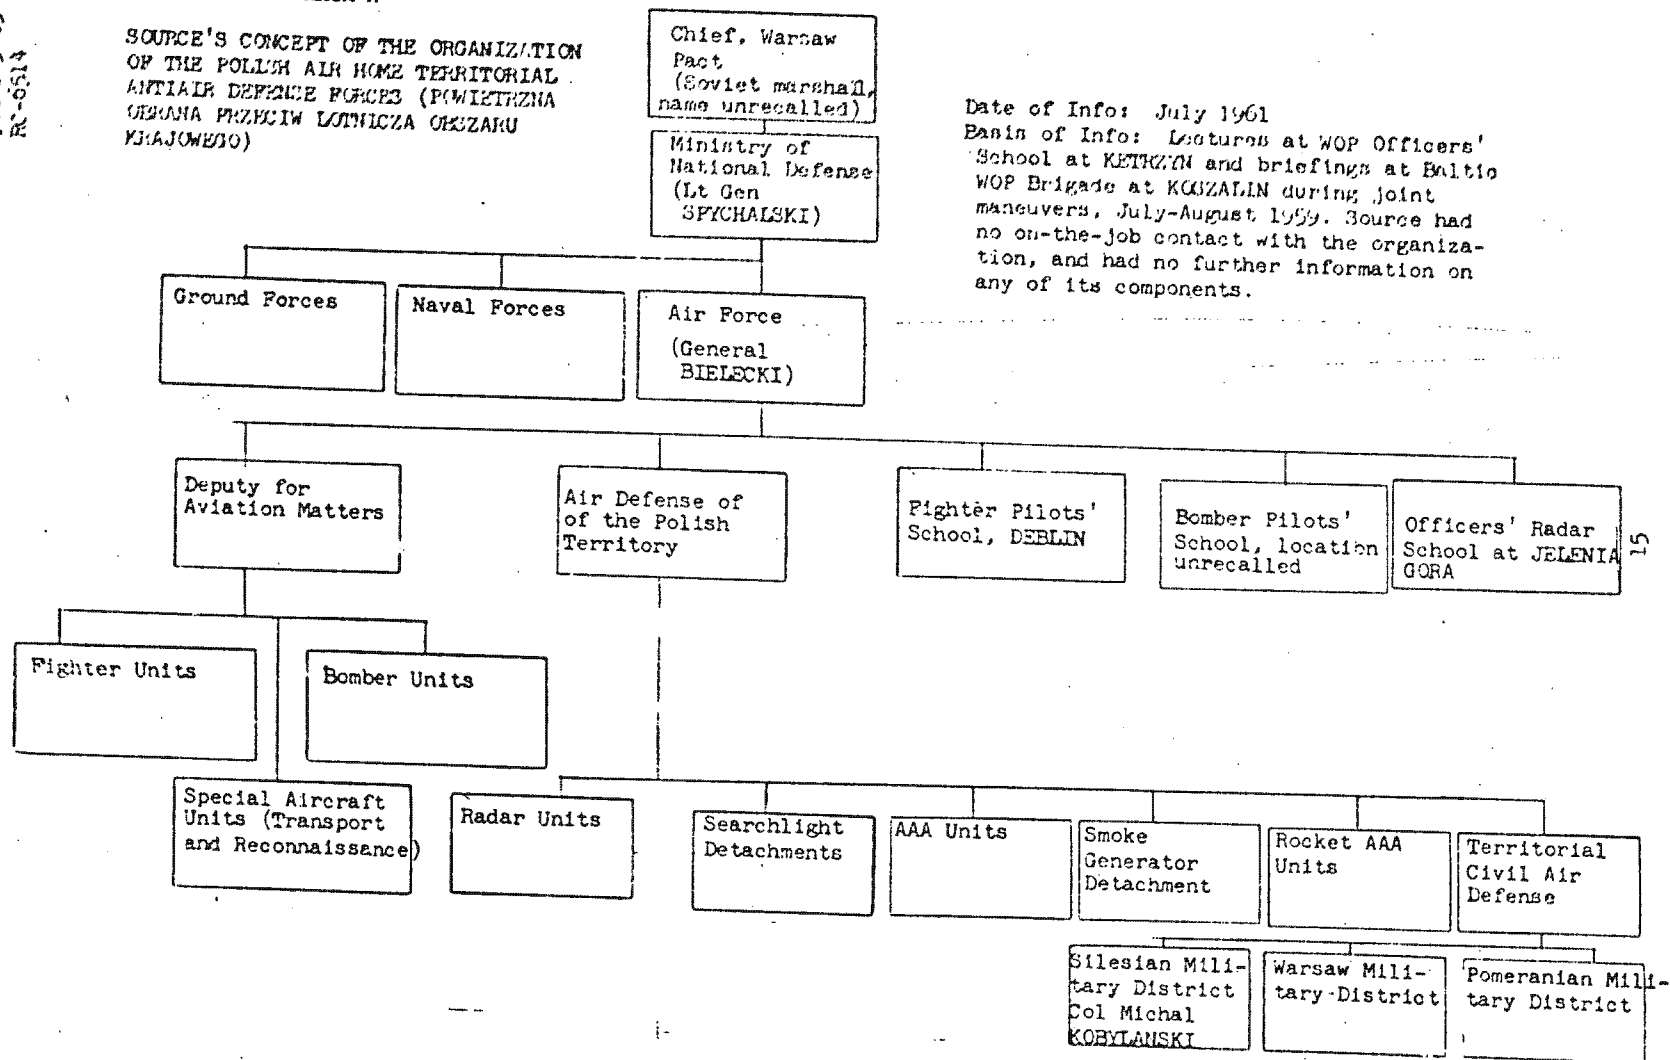 RC-6514
SOURCE'S CONCEPT OF THE ORGANIZATION
OF THE POLISH AIR HOME TERRITORIAL
ANTIAIR DEFENSE FORCES (POWIETRZNA
OBRANA PRZECIW LOTNICZA OBSZARU
KRAJOWEGO)
Chief, Warsaw
Pact
(Soviet marshall,
name unrecalled)
Ministry of
National Defense
(Lt Gen
SPYCHALSKI)
Date of Info: July 1961
Basis of Info: Lectures at WOP Officers'
School at KETRZYN and briefings at Baltic
WOP Brigade at KOSZALIN during joint
maneuvers, July-August 1959. Source had
no on-the-job contact with the organiza-
tion, and had no further information on
any of its components.
Ground Forces
Naval Forces
Air Force
(General
BIELECKI)
Deputy for
Aviation Matters
Air Defense of
of the Polish
Territory
Fighter Pilots'
School, DEBLIN
Bomber Pilots'
School, location
unrecalled
Officers' Radar
School at JELENIA
GORA
15
Fighter Units
Bomber Units
Special Aircraft
Units (Transport
and Reconnaissance)
Radar Units
Searchlight
Detachments
AAA Units
Smoke
Generator
Detachment
Rocket AAA
Units
Territorial
Civil Air
Defense
Silesian Mili-
tary District
Col Michal
KOBYLANSKI
Warsaw Mili-
tary District
Pomeranian Mili-
tary District